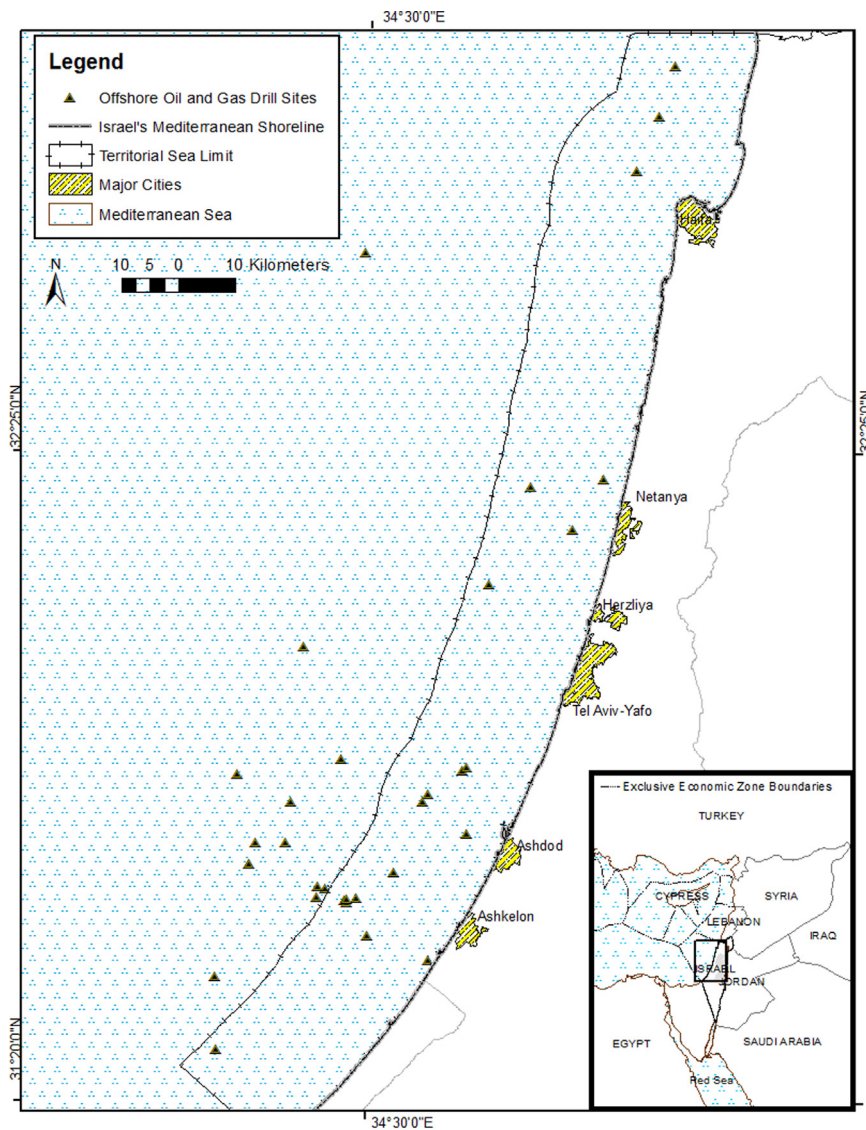 34°30'0"E
Legend
Offshore Oil and Gas Drill Sites
Israel's Mediterranean Shoreline
Territorial Sea Limit
Major Cities
Mediterranean Sea
N
10 5 0 10 Kilometers
Haifa
32°25'0"N
32°25'0"N
Netanya
Herzliya
Tel Aviv-Yafo
Ashdod
Ashkelon
31°20'0"N
34°30'0"E
Exclusive Economic Zone Boundaries
TURKEY
CYPRESS
SYRIA
LEBANON
IRAQ
ISRAEL
JORDAN
EGYPT
SAUDI ARABIA
Red Sea